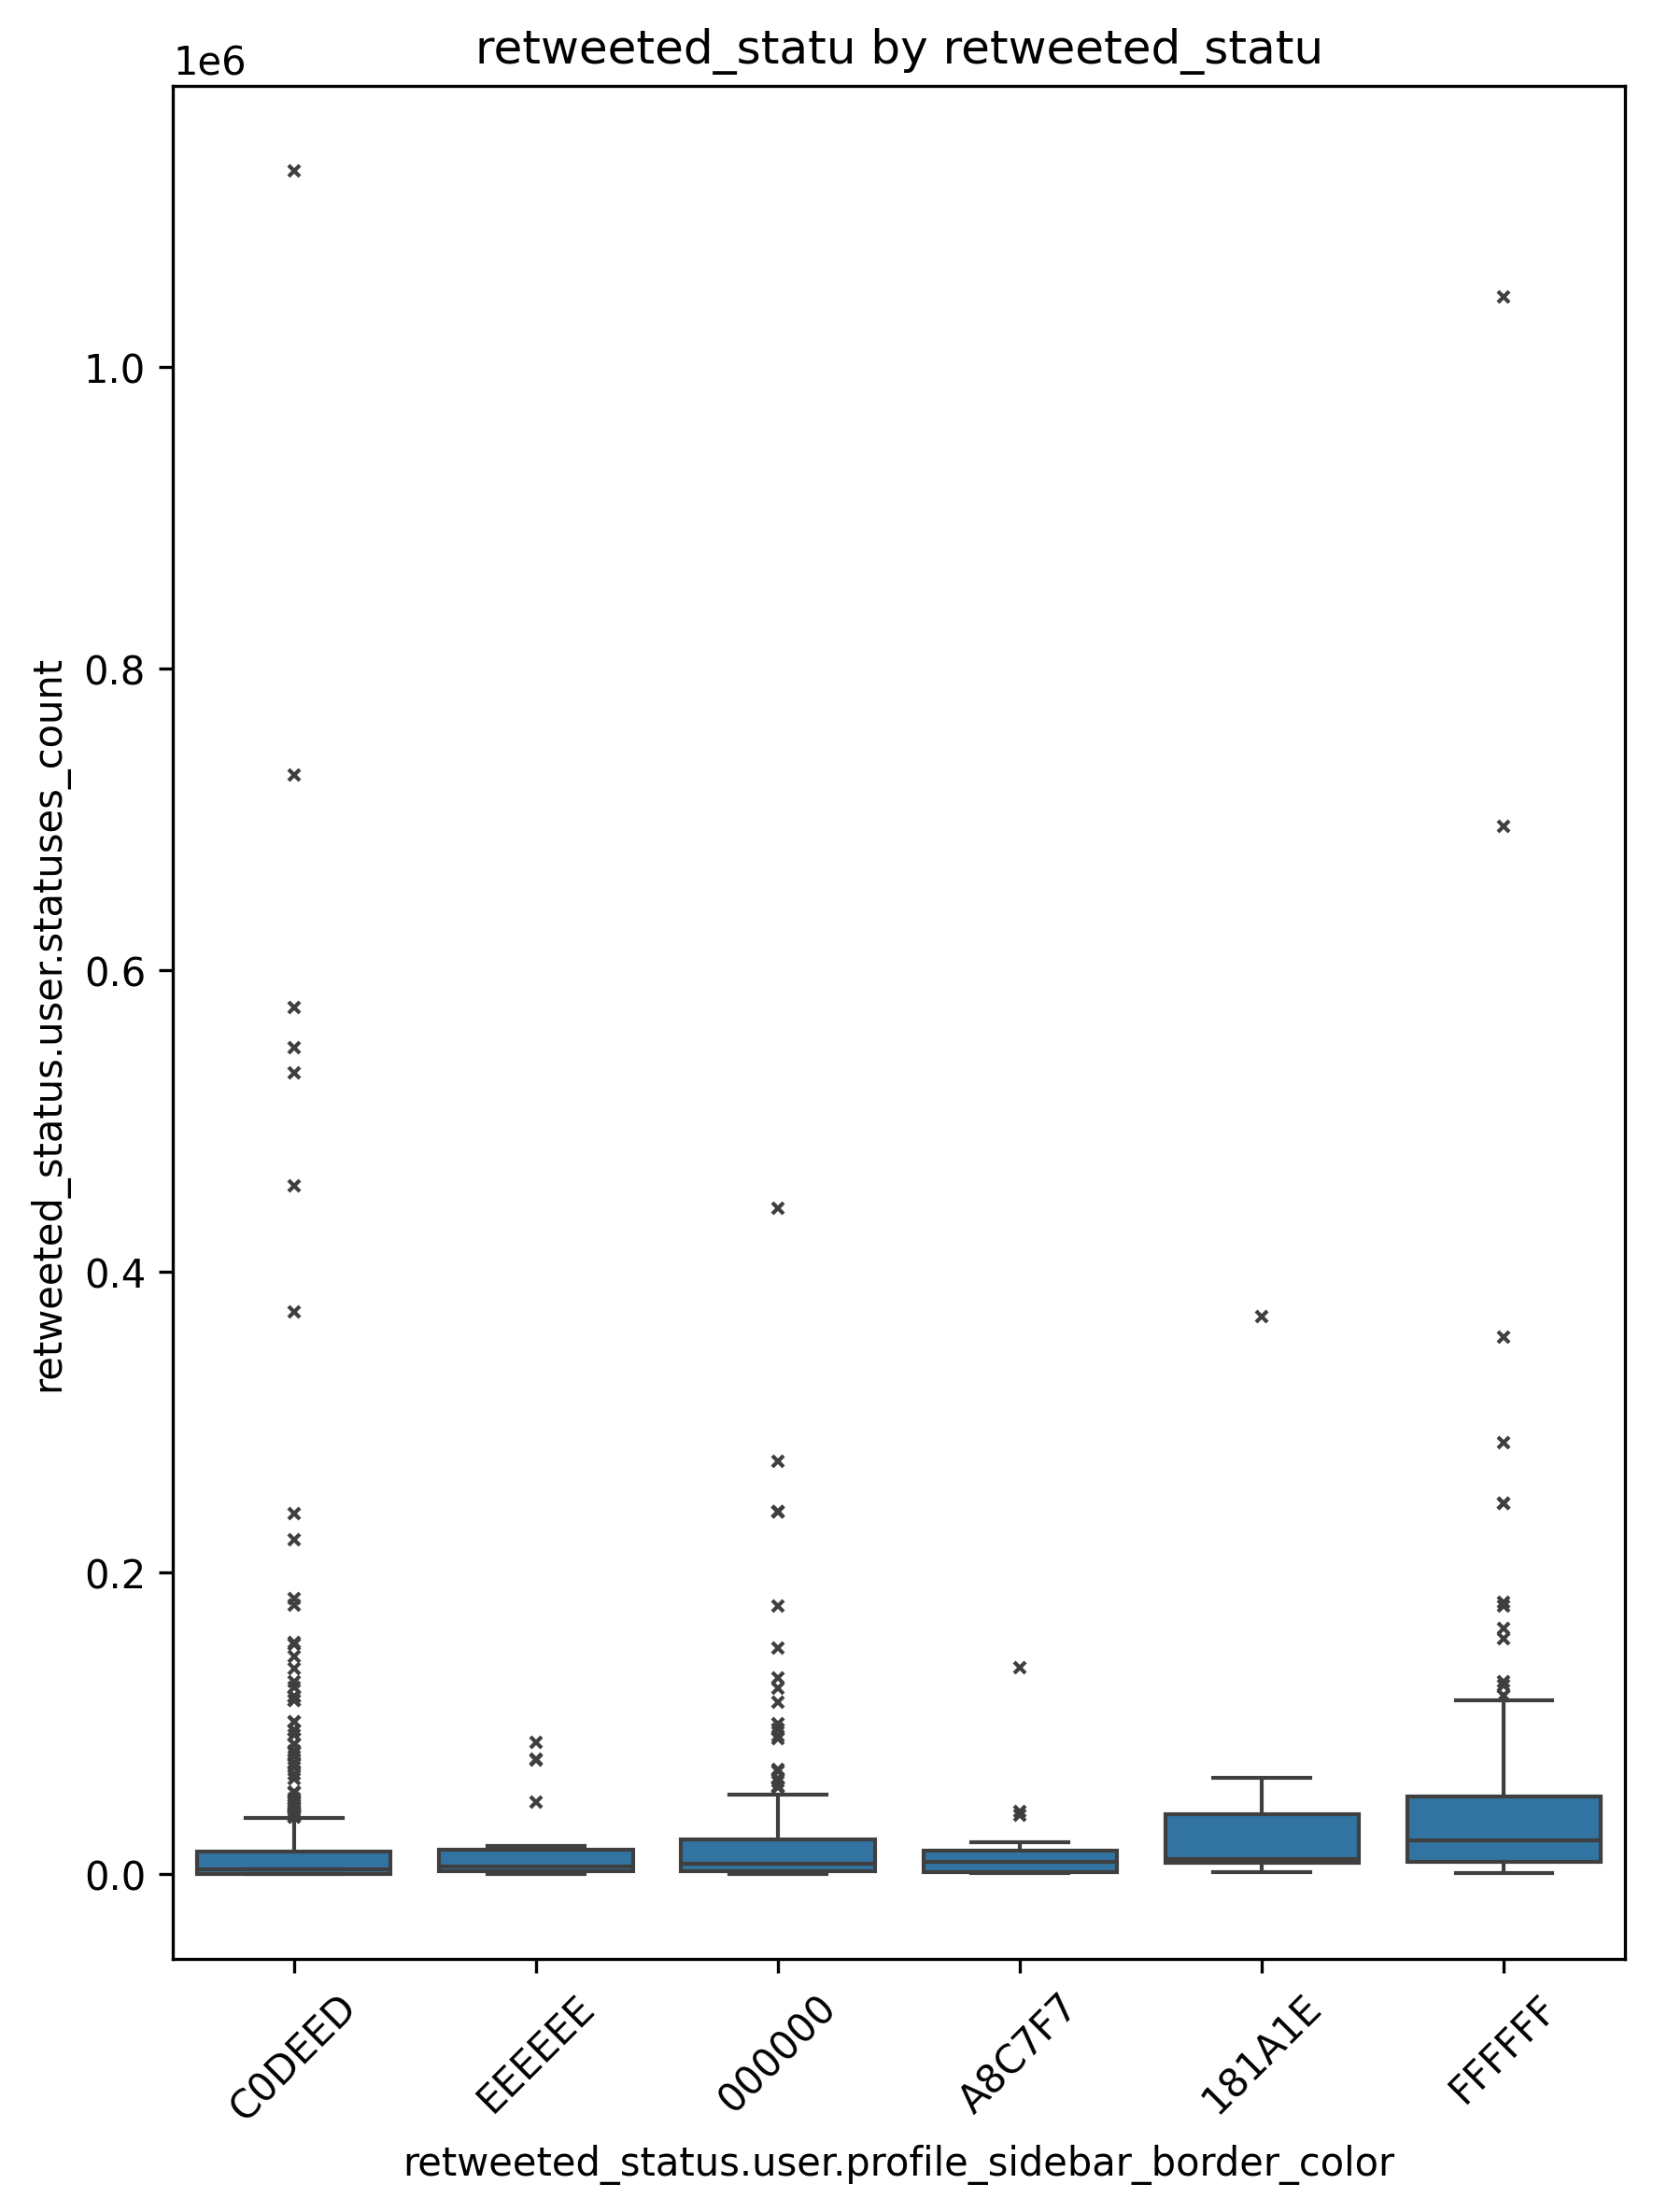 retweeted_statu by retweeted_statu
1e6
1.0
0.8
0.6
0.4
0.2
0.0
retweeted_status.user.statuses_count
C0DEED
EEEEEE
000000
A8C7F7
181A1E
FFFFFF
retweeted_status.user.profile_sidebar_border_color